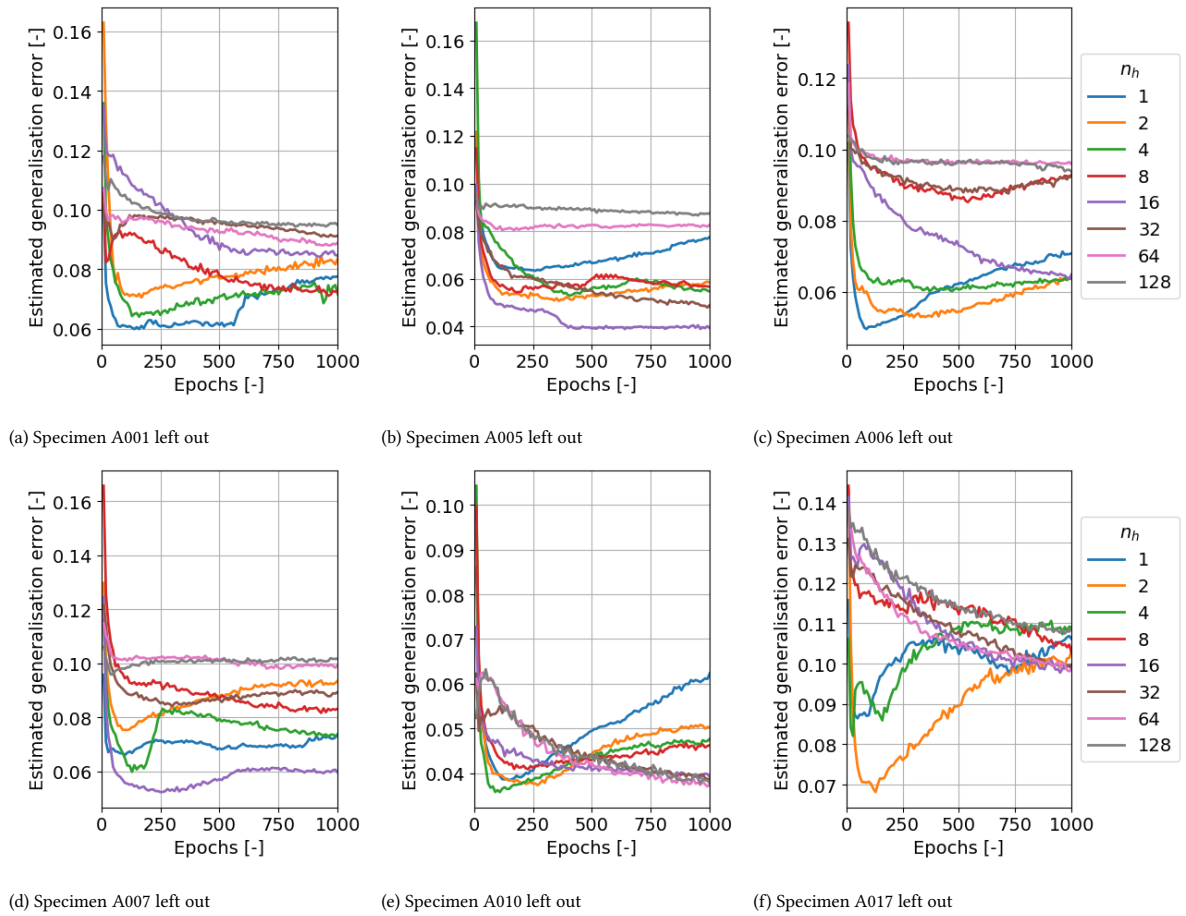 Estimated generalisation error [-]
0.16
0.14
0.12
0.10
0.08
0.06
0 250 500 750 1000
Epochs [-]
(a) Specimen A001 left out
Estimated generalisation error [-]
0.16
0.14
0.12
0.10
0.08
0.06
0.04
0 250 500 750 1000
Epochs [-]
(b) Specimen A005 left out
Estimated generalisation error [-]
0.12
0.10
0.08
0.06
0 250 500 750 1000
Epochs [-]
(c) Specimen A006 left out
n_h
1
2
4
8
16
32
64
128
Estimated generalisation error [-]
0.16
0.14
0.12
0.10
0.08
0.06
0 250 500 750 1000
Epochs [-]
(d) Specimen A007 left out
Estimated generalisation error [-]
0.10
0.09
0.08
0.07
0.06
0.05
0.04
0 250 500 750 1000
Epochs [-]
(e) Specimen A010 left out
Estimated generalisation error [-]
0.14
0.13
0.12
0.11
0.10
0.09
0.08
0.07
0 250 500 750 1000
Epochs [-]
(f) Specimen A017 left out
n_h
1
2
4
8
16
32
64
128